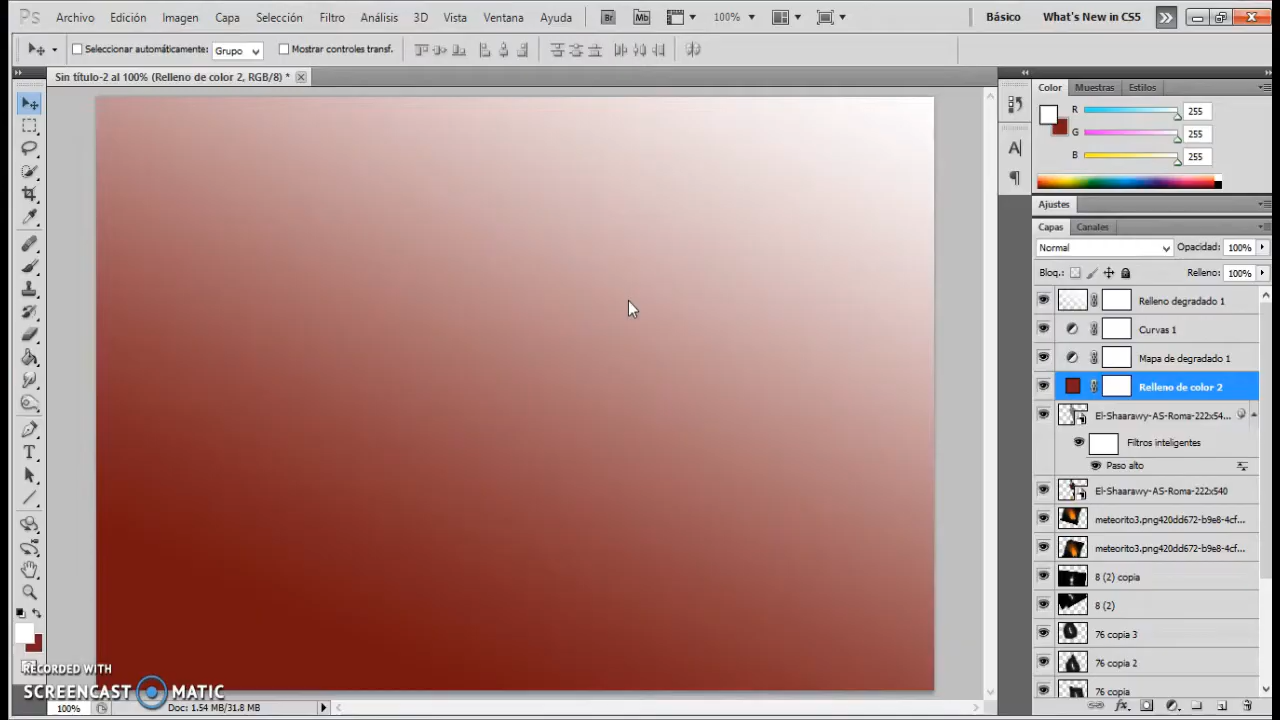 Ps Archivo Edición Imagen Capa Selección Filtro Análisis 3D Vista Ventana Ayuda Br Mb 100% Básico What's New in CS5
Seleccionar automáticamente: Grupo Mostrar controles transf.
Sin título-2 al 100% (Relleno de color 2, RGB/8) *
Color Muestras Estilos
R 255
G 255
B 255
Ajustes
Capas Canales
Normal Opacidad: 100%
Bloq.: Relleno: 100%
Relleno degradado 1
Curvas 1
Mapa de degradado 1
Relleno de color 2
El-Shaarawy-AS-Roma-222x54...
Filtros inteligentes
Paso alto
El-Shaarawy-AS-Roma-222x540
meteorito3.png420dd672-b9e8-4cf...
meteorito3.png420dd672-b9e8-4cf...
8 (2) copia
8 (2)
76 copia 3
76 copia 2
76 copia
RECORDED WITH
SCREENCAST MATIC
100% Doc: 1.54 MB/31.8 MB